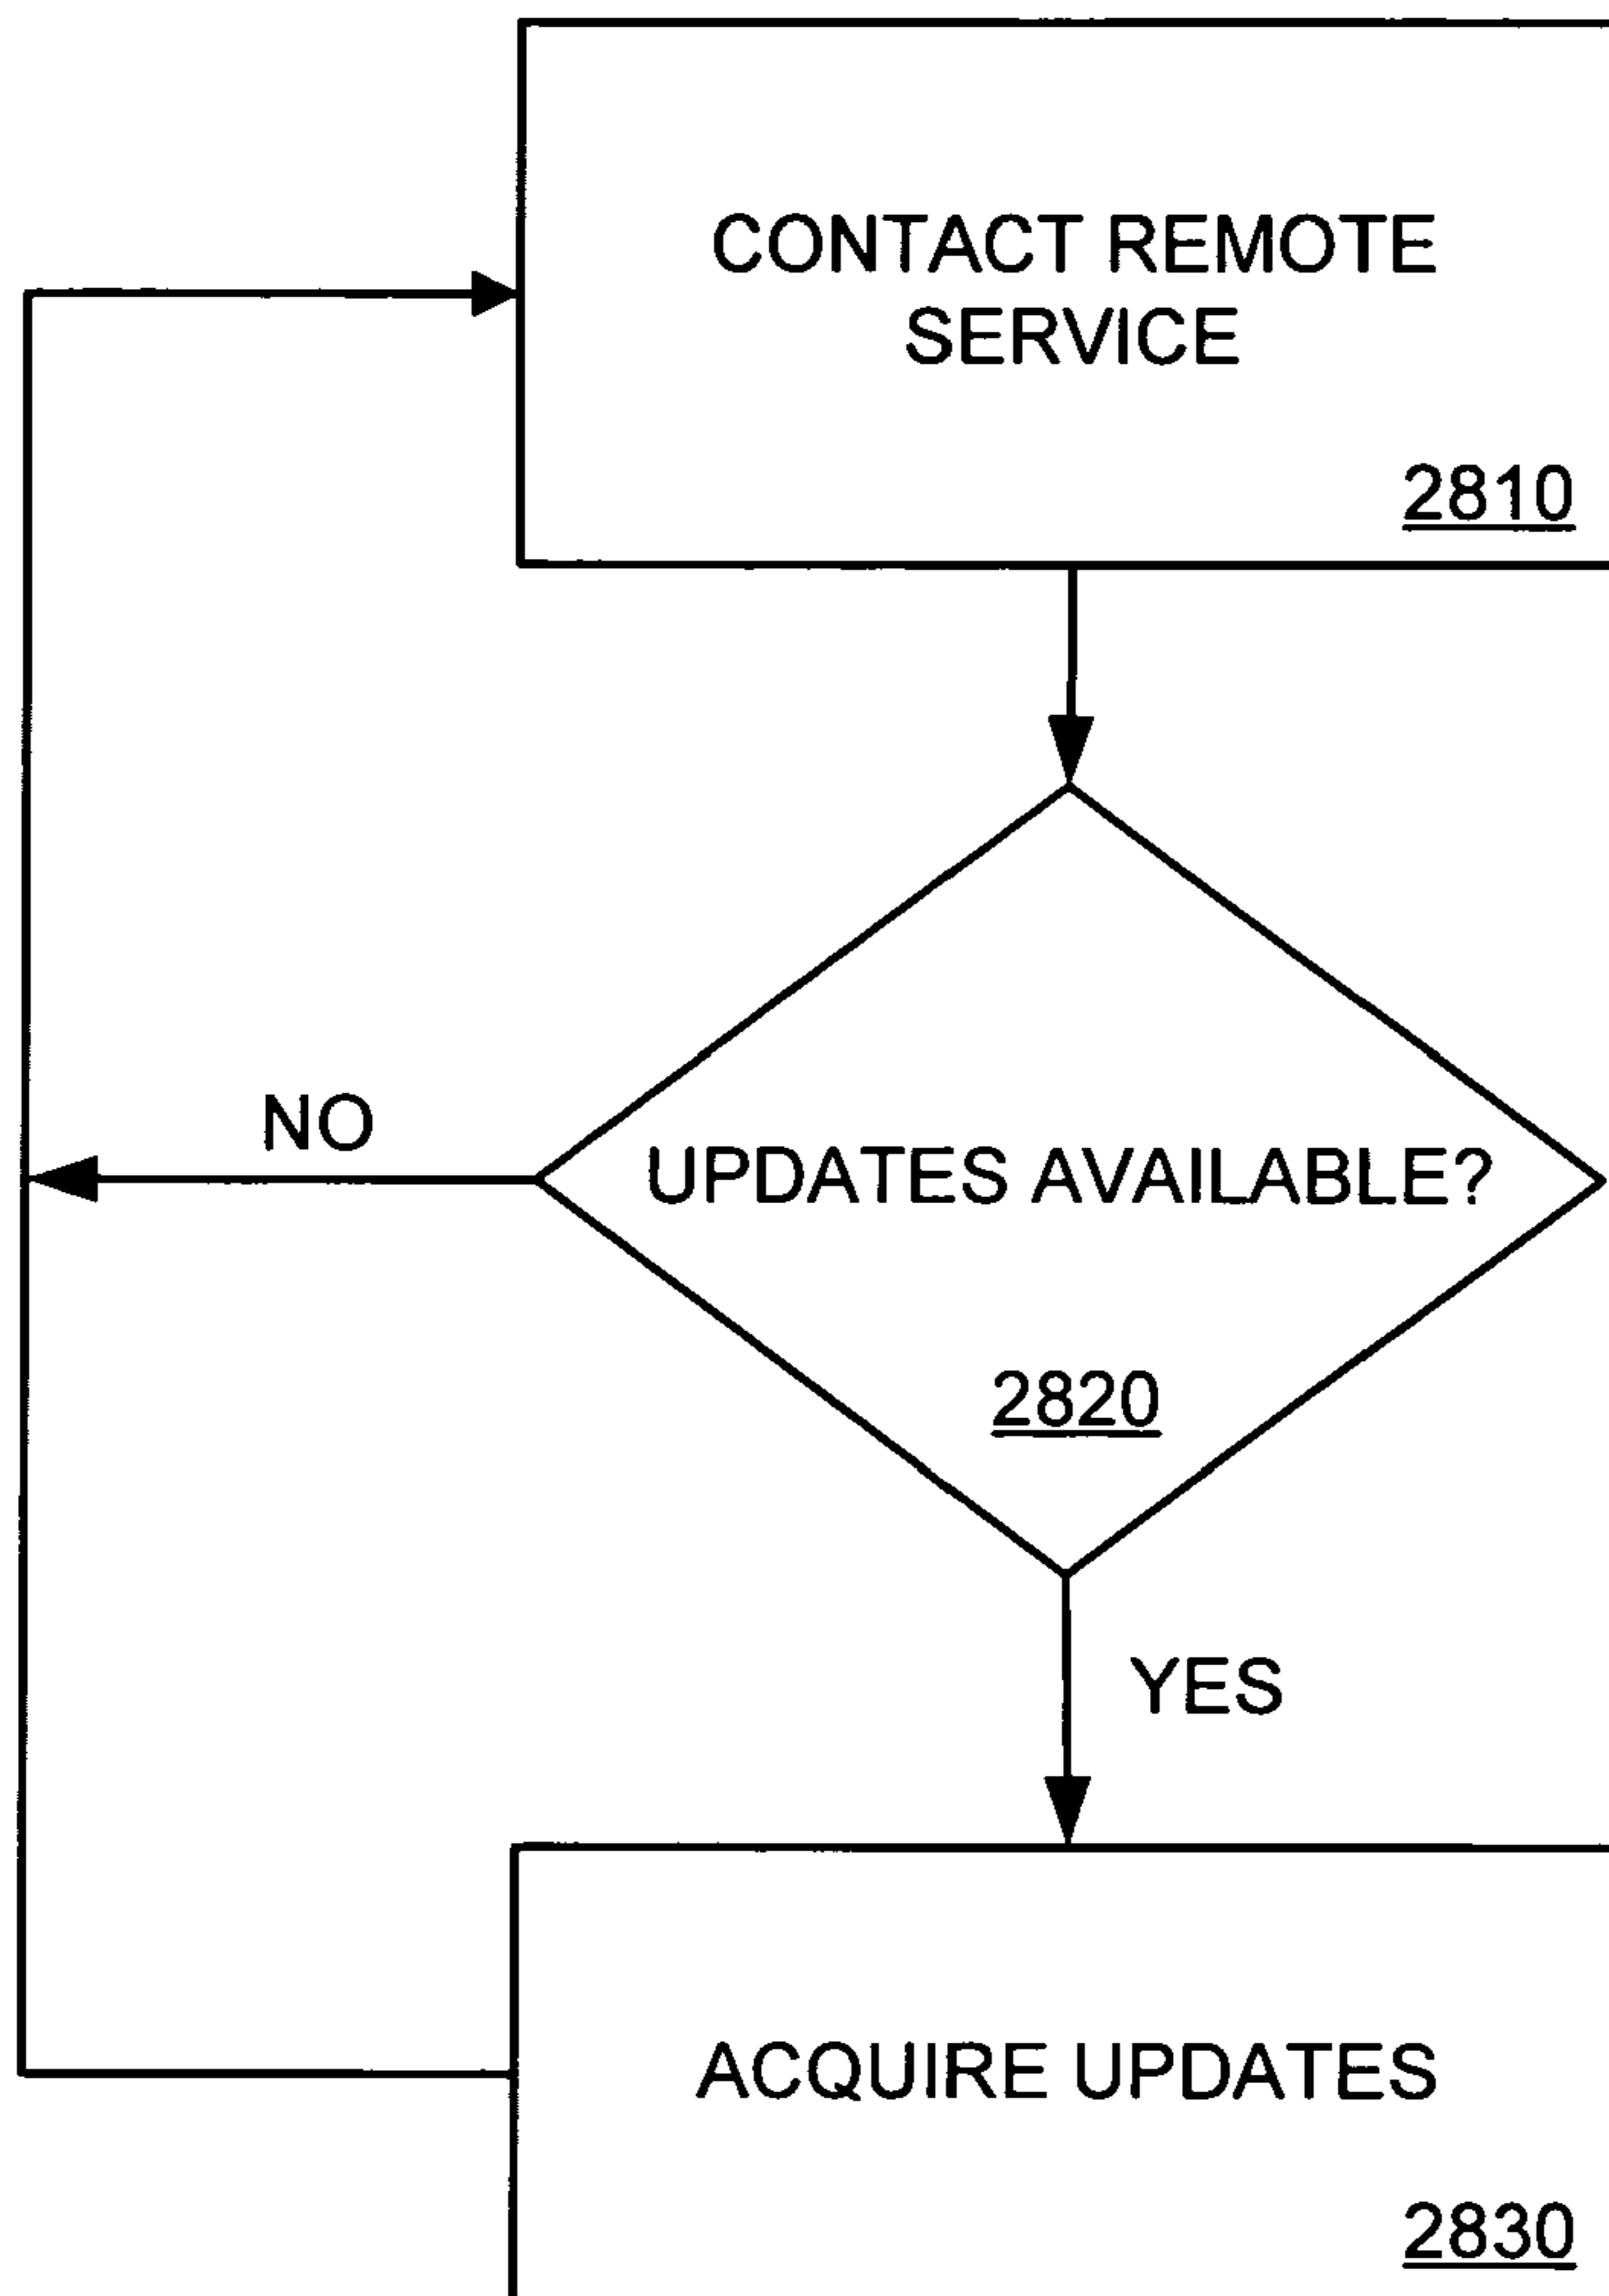 CONTACT REMOTE
SERVICE
2810
NO
UPDATES AVAILABLE?
2820
YES
ACQUIRE UPDATES
2830